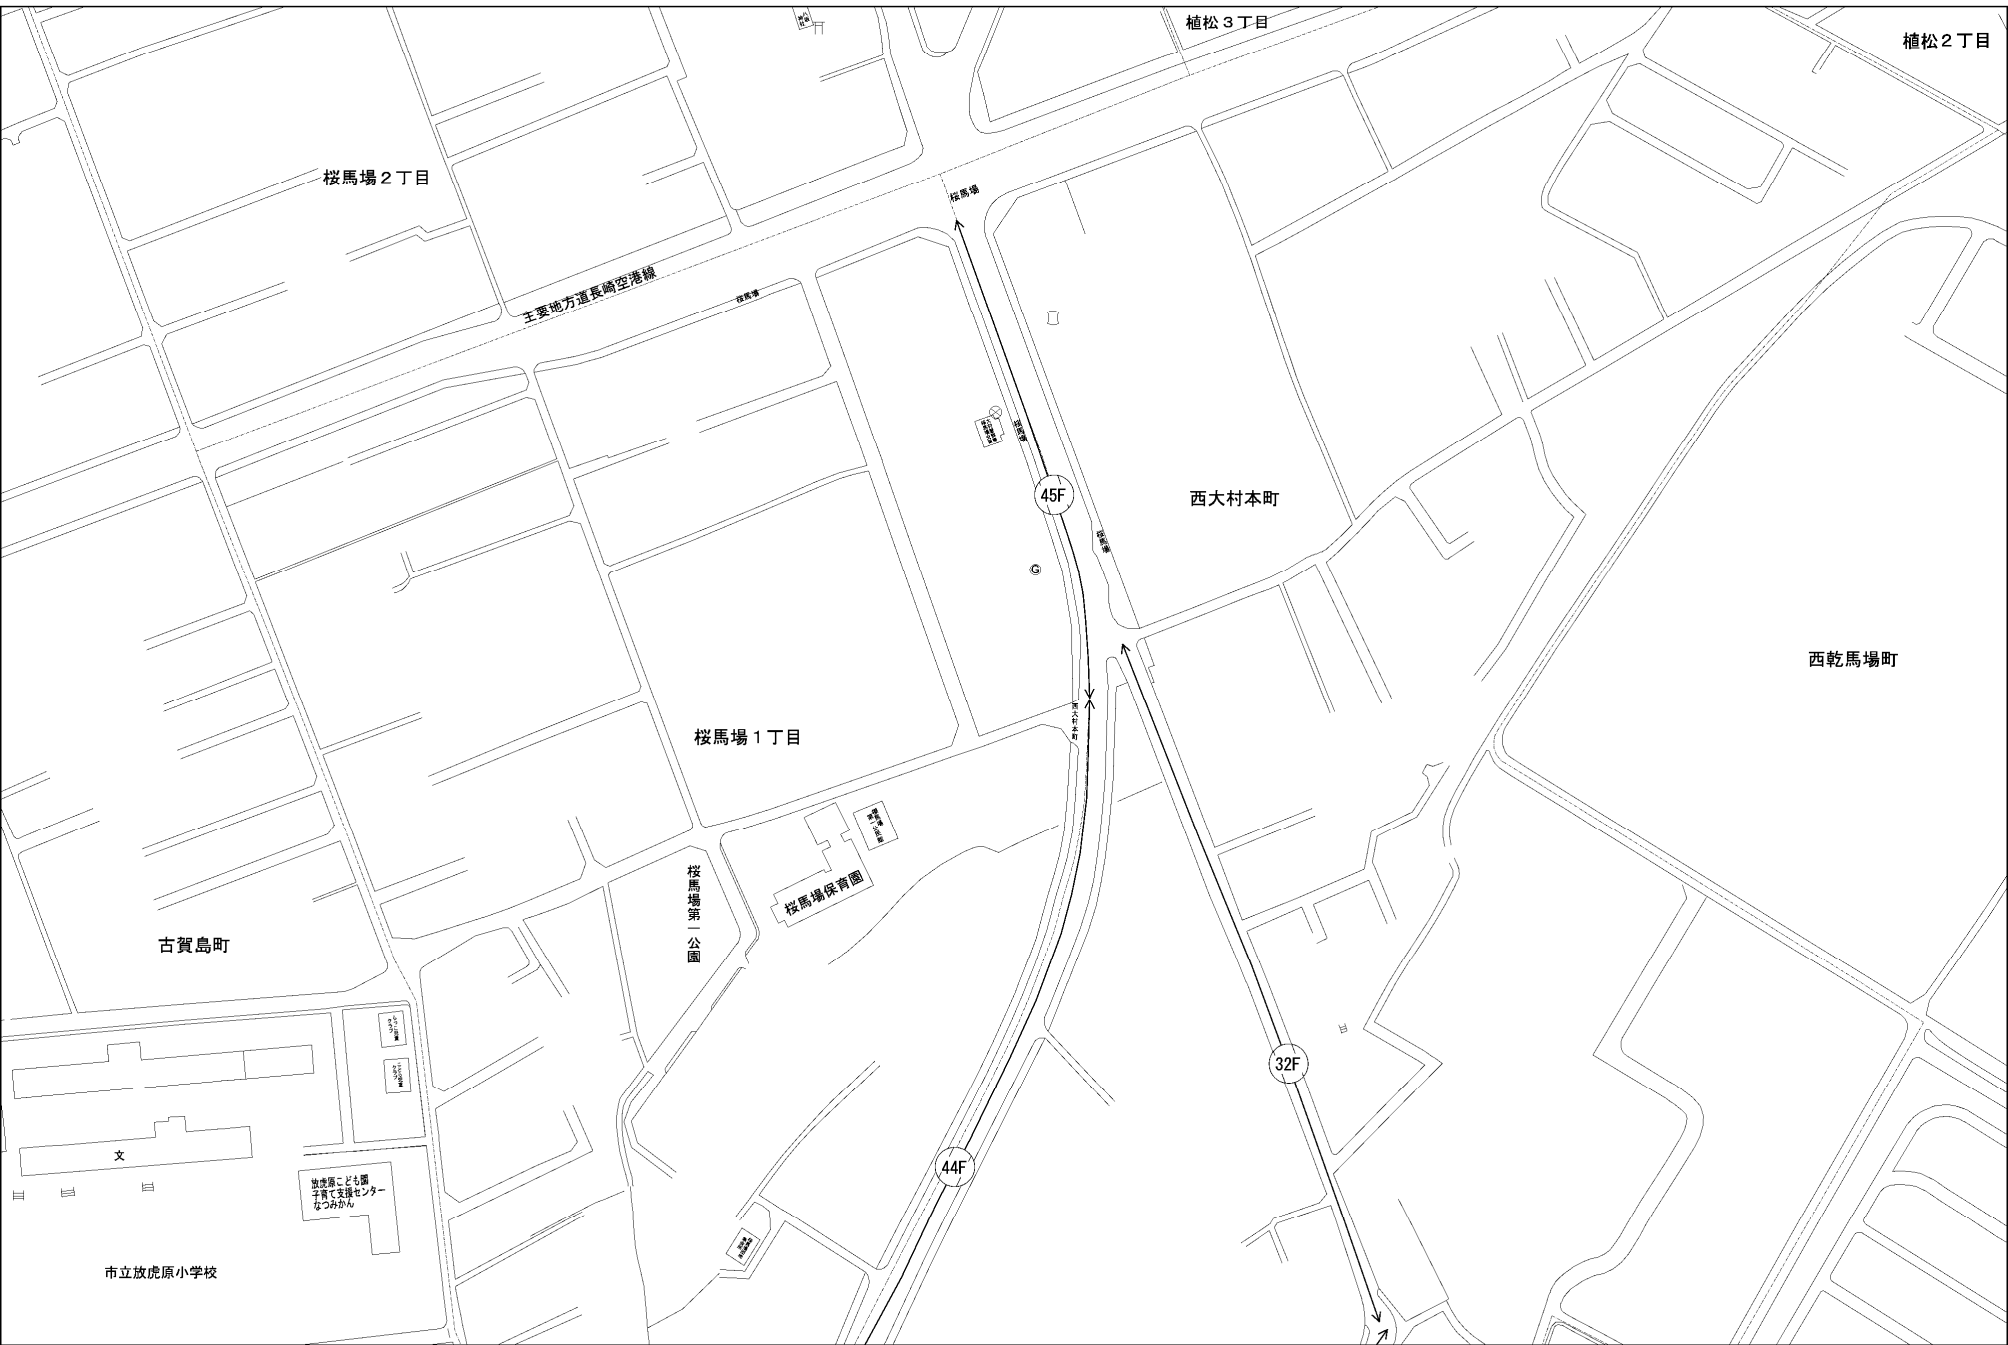 植松３丁目
植松２丁目
桜馬場２丁目
桜馬場
主要地方道長崎空港線
桜馬場
桜馬場
45F
西大村本町
桜馬場
G
西乾馬場町
西大村本町
桜馬場１丁目
桜馬場保育園
桜馬場第一公園
古賀島町
32F
文
44F
放虎原こども園
子育て支援センター
なつみかん
市立放虎原小学校